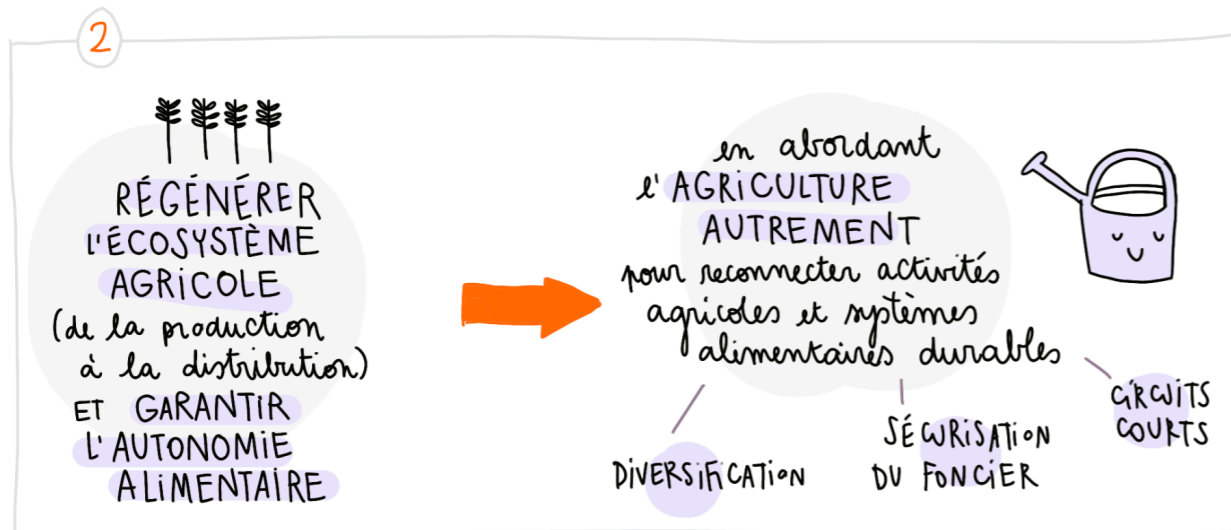 2
RÉGÉNÉRER
L'ÉCOSYSTÈME
AGRICOLE
(de la production
à la distribution)
ET GARANTIR
L'AUTONOMIE
ALIMENTAIRE
en abordant
l'AGRICULTURE
AUTREMENT
pour reconnecter activités
agricoles et systèmes
alimentaires durables
DIVERSIFICATION
SÉCURISATION
DU FONCIER
CIRCUITS
COURTS